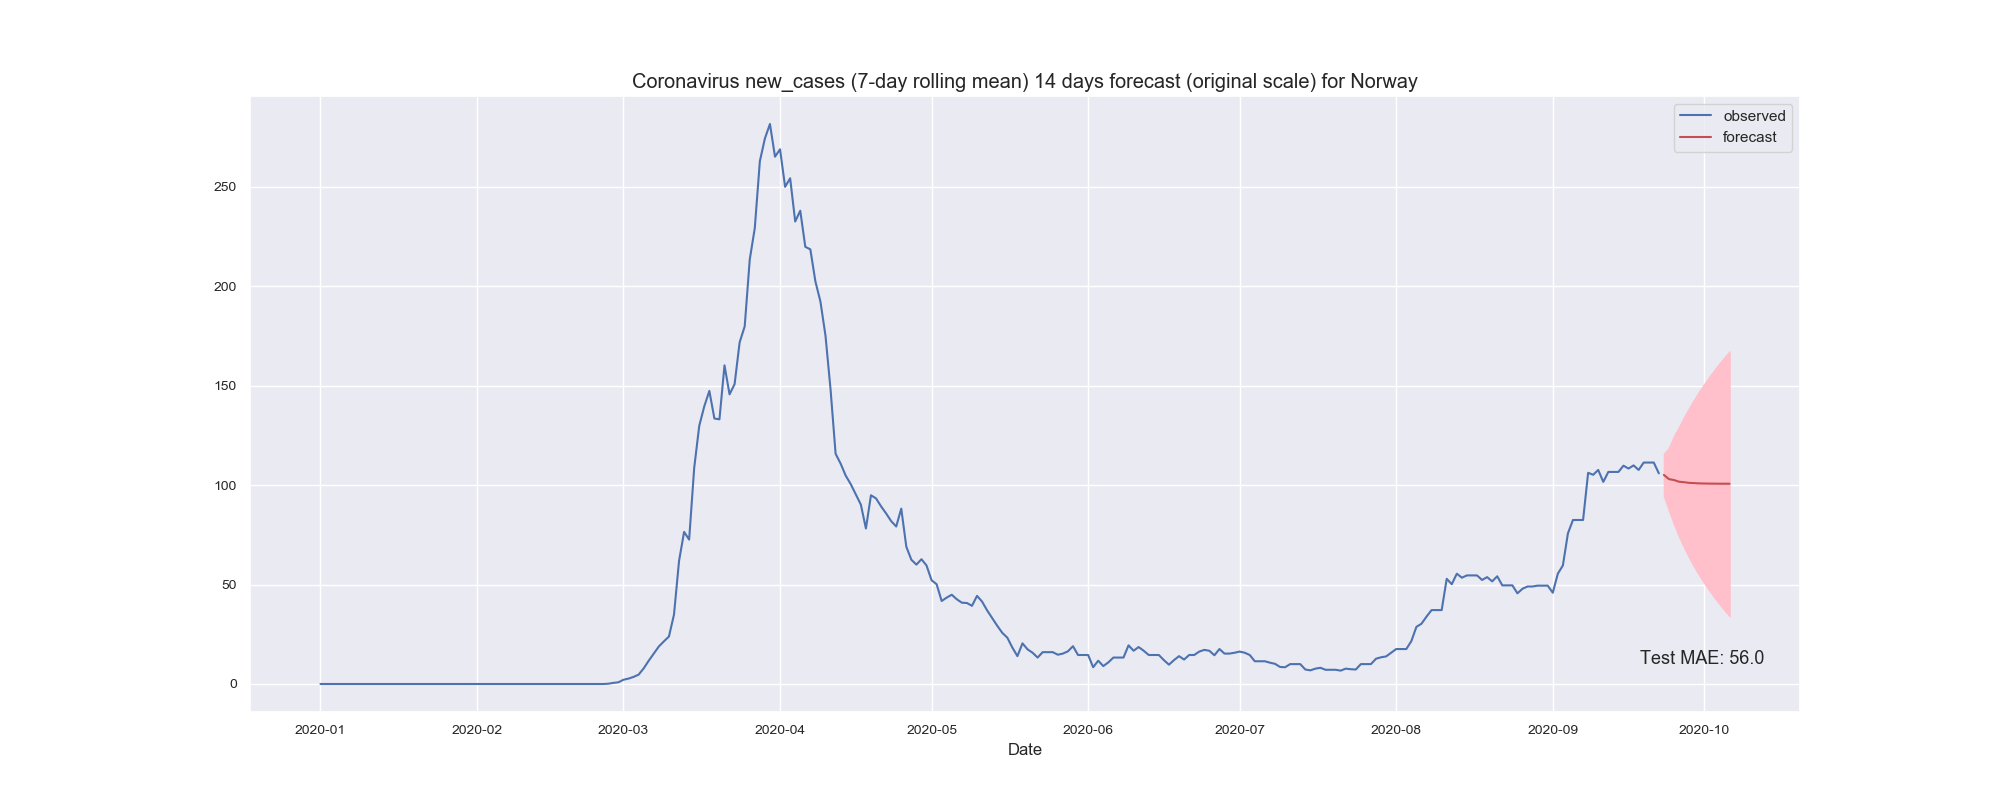 Coronavirus new_cases (7-day rolling mean) 14 days forecast (original scale) for Norway
observed
forecast
250
200
150
100
50
0
Test MAE: 56.0
2020-01 2020-02 2020-03 2020-04 2020-05 2020-06 2020-07 2020-08 2020-09 2020-10
Date